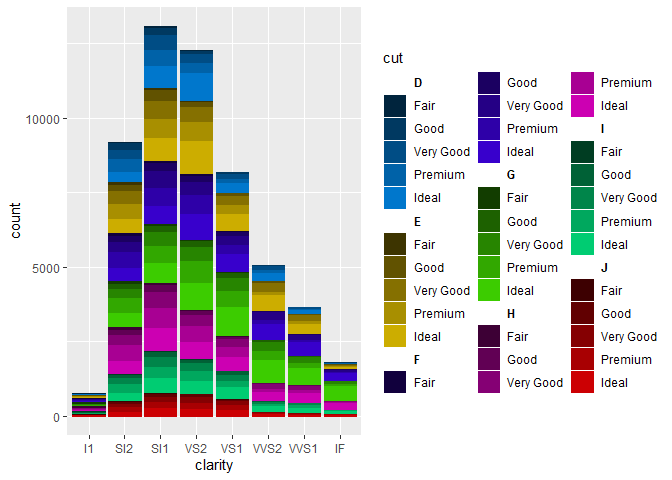 count
10000
5000
0
I1
SI2
SI1
VS2
VS1
VVS2
VVS1
IF
clarity
cut
D
Fair
Good
Very Good
Premium
Ideal
E
Fair
Good
Very Good
Premium
Ideal
F
Fair
Good
Very Good
Premium
Ideal
G
Fair
Good
Very Good
Premium
Ideal
H
Fair
Good
Very Good
Premium
Ideal
I
Fair
Good
Very Good
Premium
Ideal
J
Fair
Good
Very Good
Premium
Ideal